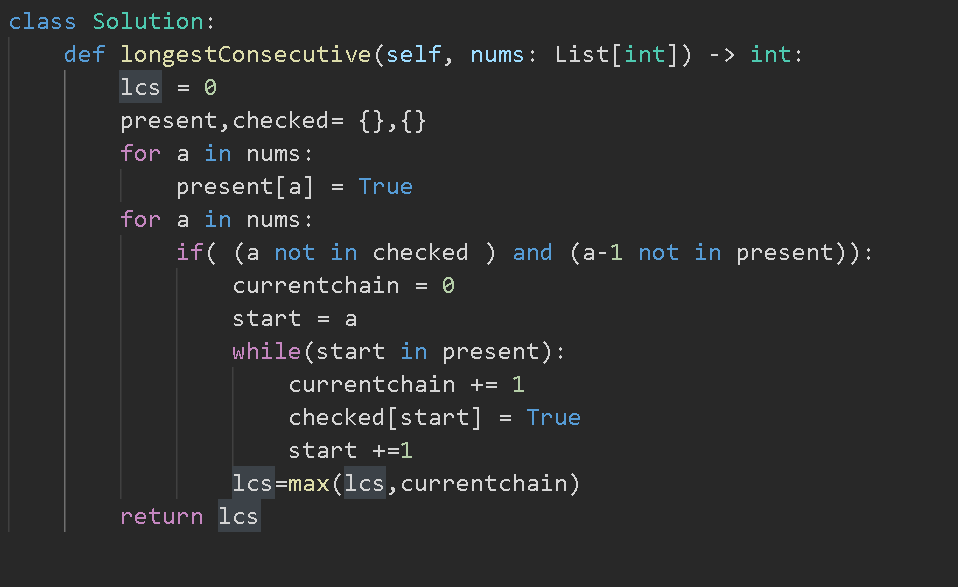 class Solution:
    def longestConsecutive(self, nums: List[int]) -> int:
        lcs = 0
        present,checked= {},{}
        for a in nums:
            present[a] = True
        for a in nums:
            if( (a not in checked ) and (a-1 not in present)):
                currentchain = 0
                start = a
                while(start in present):
                    currentchain += 1
                    checked[start] = True
                    start +=1
                lcs=max(lcs,currentchain)
        return lcs